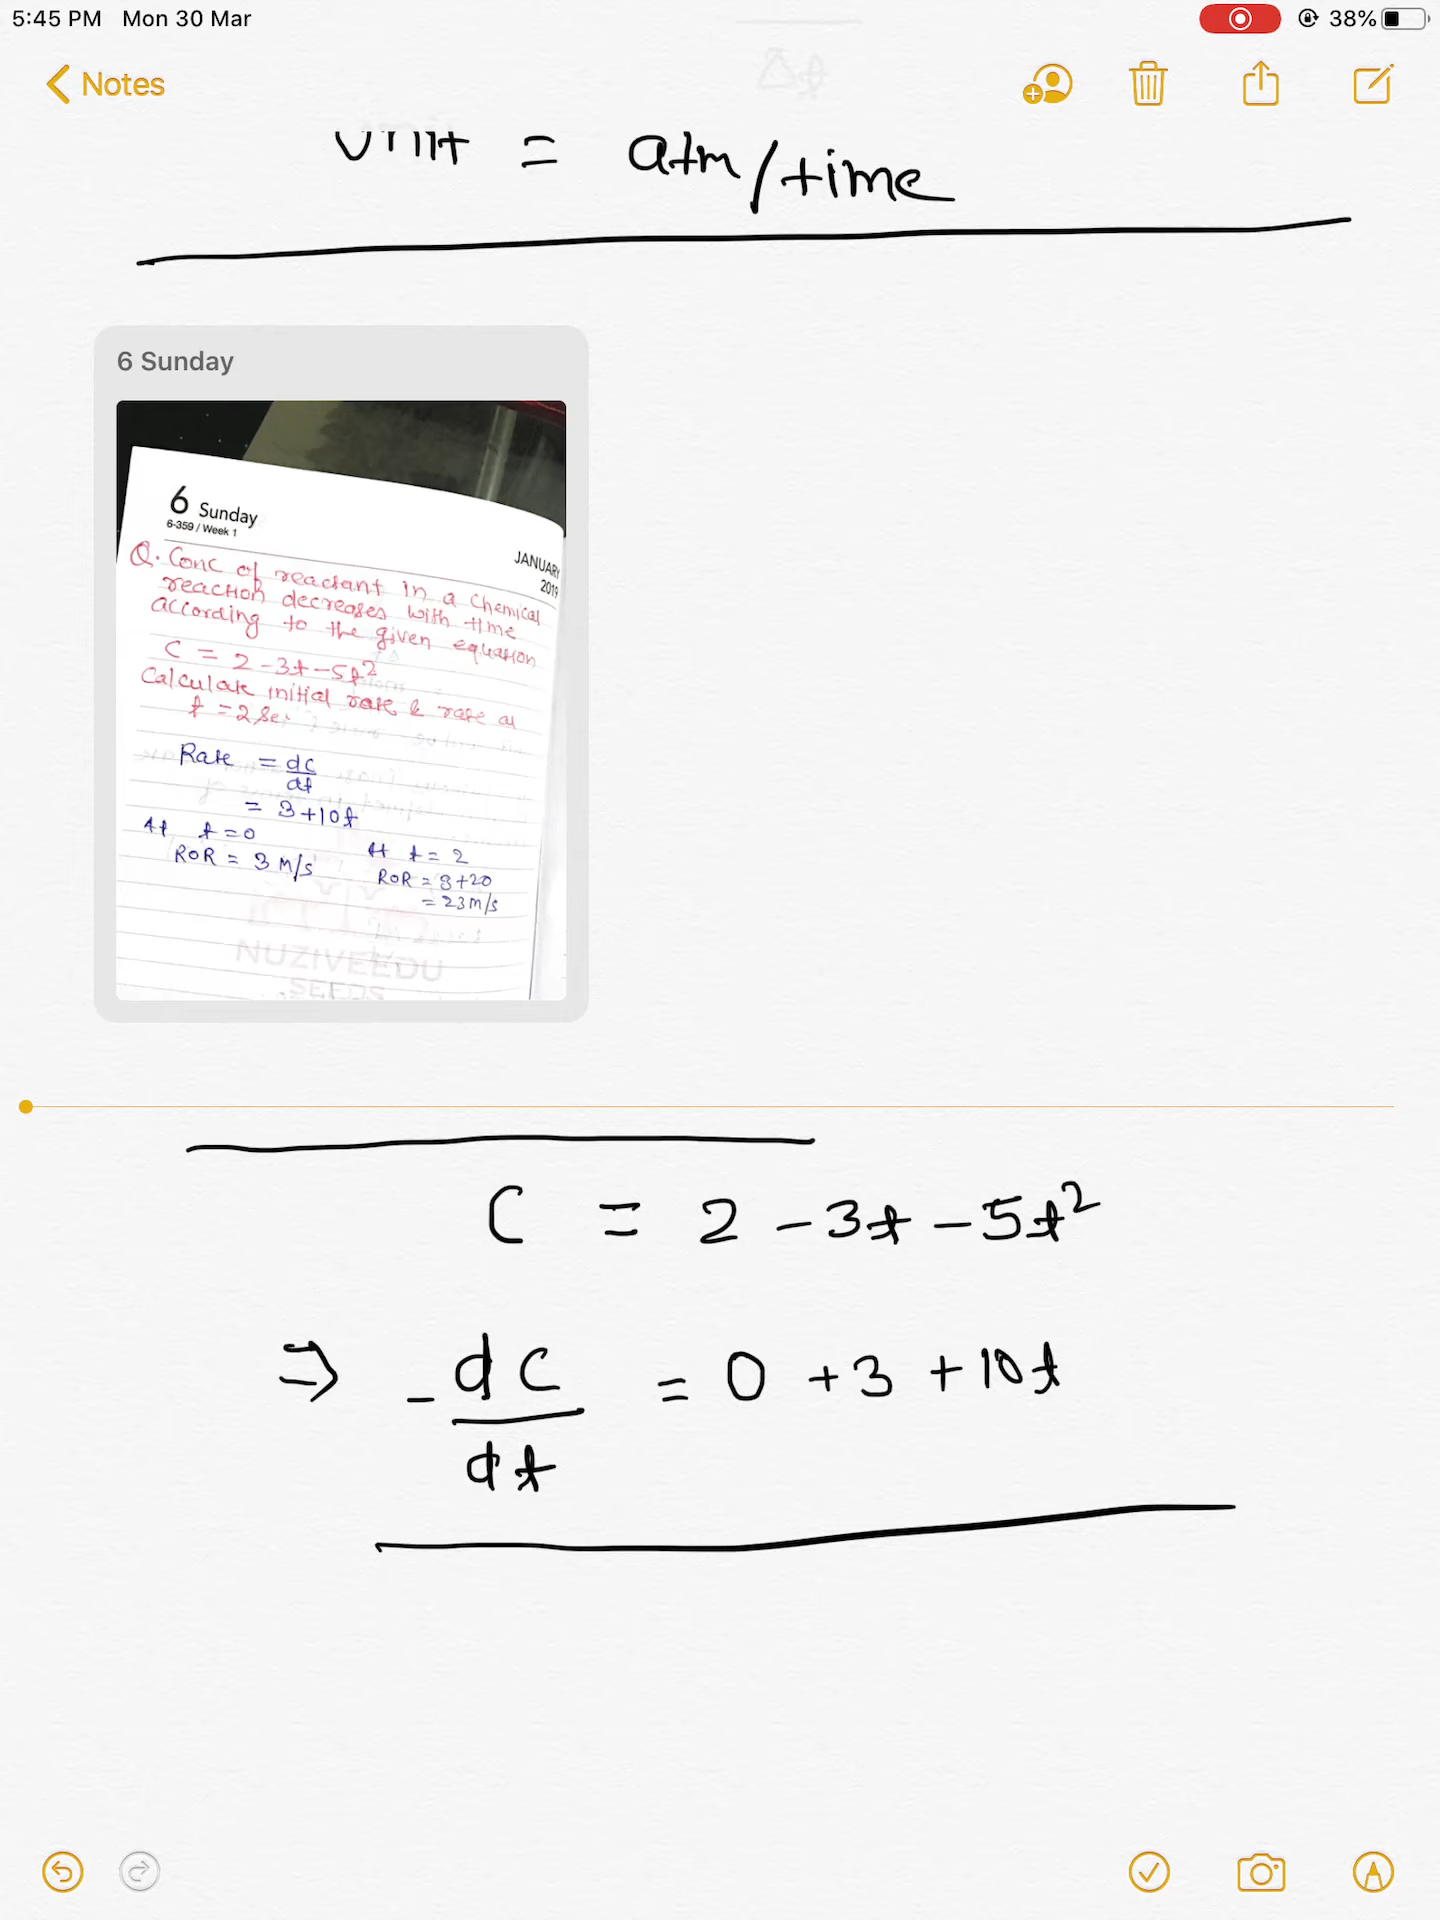 5:45 PM Mon 30 Mar
38%
Notes
Δt
unit = atm/time
6 Sunday
6 Sunday
6-359 / Week 1
JANUARY
2019
Q. Conc of reactant in a Chemical
reaction decreases with time
according to the given equation
C = 2 - 3t - 5t²
Calculate initial rate & rate at
t = 2 Sec
Rate = dc
dt
= 3 + 10t
At t = 0
ROR = 3 M/s
At t = 2
ROR = 3 + 20
= 23 M/s
NUZIVEEDU
SEEDS
C = 2 - 3t - 5t²
⇒ - dC = 0 + 3 + 10t
dt